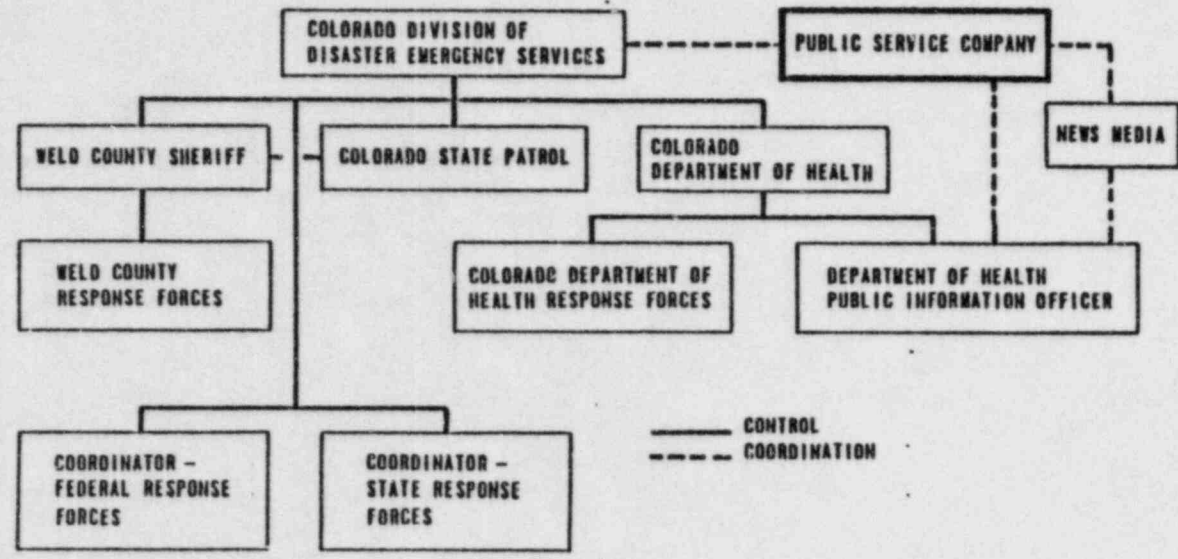 COLORADO DIVISION OF
DISASTER EMERGENCY SERVICES
PUBLIC SERVICE COMPANY
NEWS MEDIA
WELD COUNTY SHERIFF
COLORADO STATE PATROL
COLORADO
DEPARTMENT OF HEALTH
WELD COUNTY
RESPONSE FORCES
COLORADO DEPARTMENT OF
HEALTH RESPONSE FORCES
DEPARTMENT OF HEALTH
PUBLIC INFORMATION OFFICER
COORDINATOR –
FEDERAL RESPONSE
FORCES
COORDINATOR –
STATE RESPONSE
FORCES
CONTROL
COORDINATION